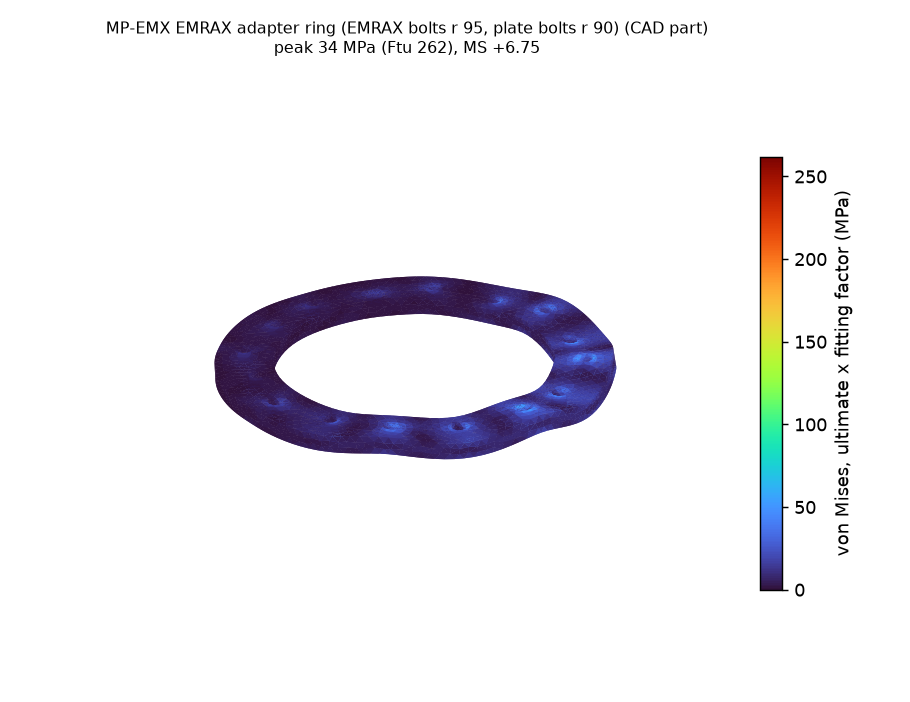 MP-EMX EMRAX adapter ring (EMRAX bolts r 95, plate bolts r 90) (CAD part)
peak 34 MPa (Ftu 262), MS +6.75
250
200
150
100
50
0
von Mises, ultimate x fitting factor (MPa)